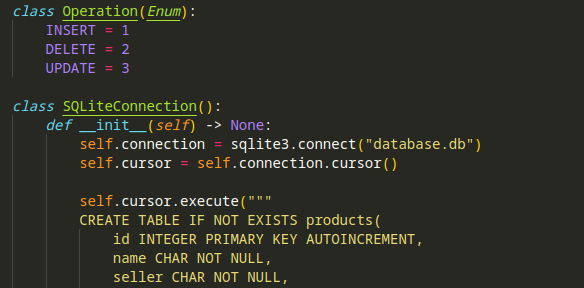 class Operation(Enum):
    INSERT = 1
    DELETE = 2
    UPDATE = 3
class SQLiteConnection():
    def __init__(self) -> None:
        self.connection = sqlite3.connect("database.db")
        self.cursor = self.connection.cursor()
        self.cursor.execute("""
        CREATE TABLE IF NOT EXISTS products(
            id INTEGER PRIMARY KEY AUTOINCREMENT,
            name CHAR NOT NULL,
            seller CHAR NOT NULL,